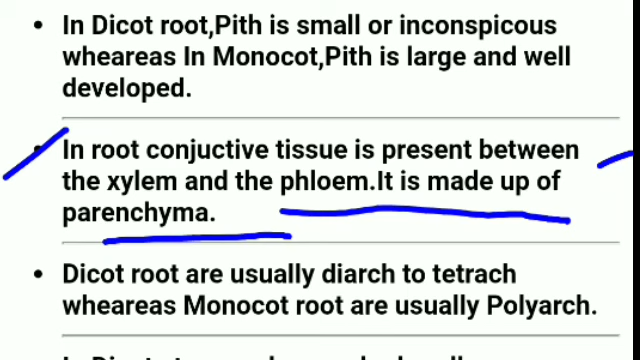 In Dicot root,Pith is small or inconspicous
wheareas In Monocot,Pith is large and well
developed.
In root conjuctive tissue is present between
the xylem and the phloem.It is made up of
parenchyma.
Dicot root are usually diarch to tetrach
wheareas Monocot root are usually Polyarch.